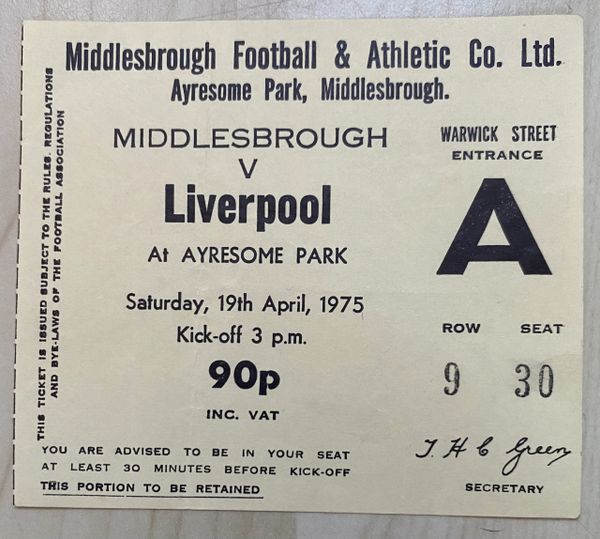 Middlesbrough Football & Athletic Co. Ltd.
Ayresome Park, Middlesbrough.
THIS TICKET IS ISSUED SUBJECT TO THE RULES, REGULATIONS
AND BYE-LAWS OF THE FOOTBALL ASSOCIATION
MIDDLESBROUGH
V
Liverpool
At AYRESOME PARK
Saturday, 19th April, 1975
Kick-off 3 p.m.
90p
INC. VAT
WARWICK STREET
ENTRANCE
A
ROW SEAT
9 30
YOU ARE ADVISED TO BE IN YOUR SEAT
AT LEAST 30 MINUTES BEFORE KICK-OFF
THIS PORTION TO BE RETAINED
T. H C Green
SECRETARY